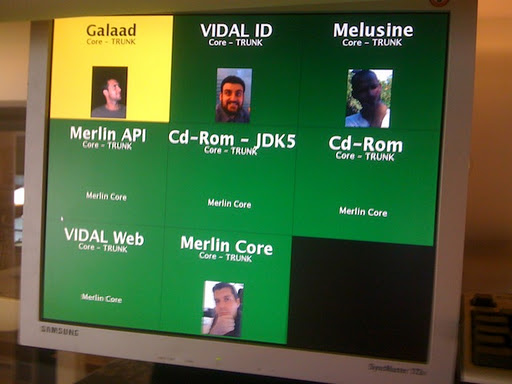 Galaad
Core - TRUNK
VIDAL ID
Core - TRUNK
Melusine
Core - TRUNK
Merlin API
Core - TRUNK
Merlin Core
Cd-Rom - JDK5
Core - TRUNK
Merlin Core
Cd-Rom
Core - TRUNK
Merlin Core
VIDAL Web
Core - TRUNK
Merlin Core
Merlin Core
Core - TRUNK
SAMSUNG
SyncMaster